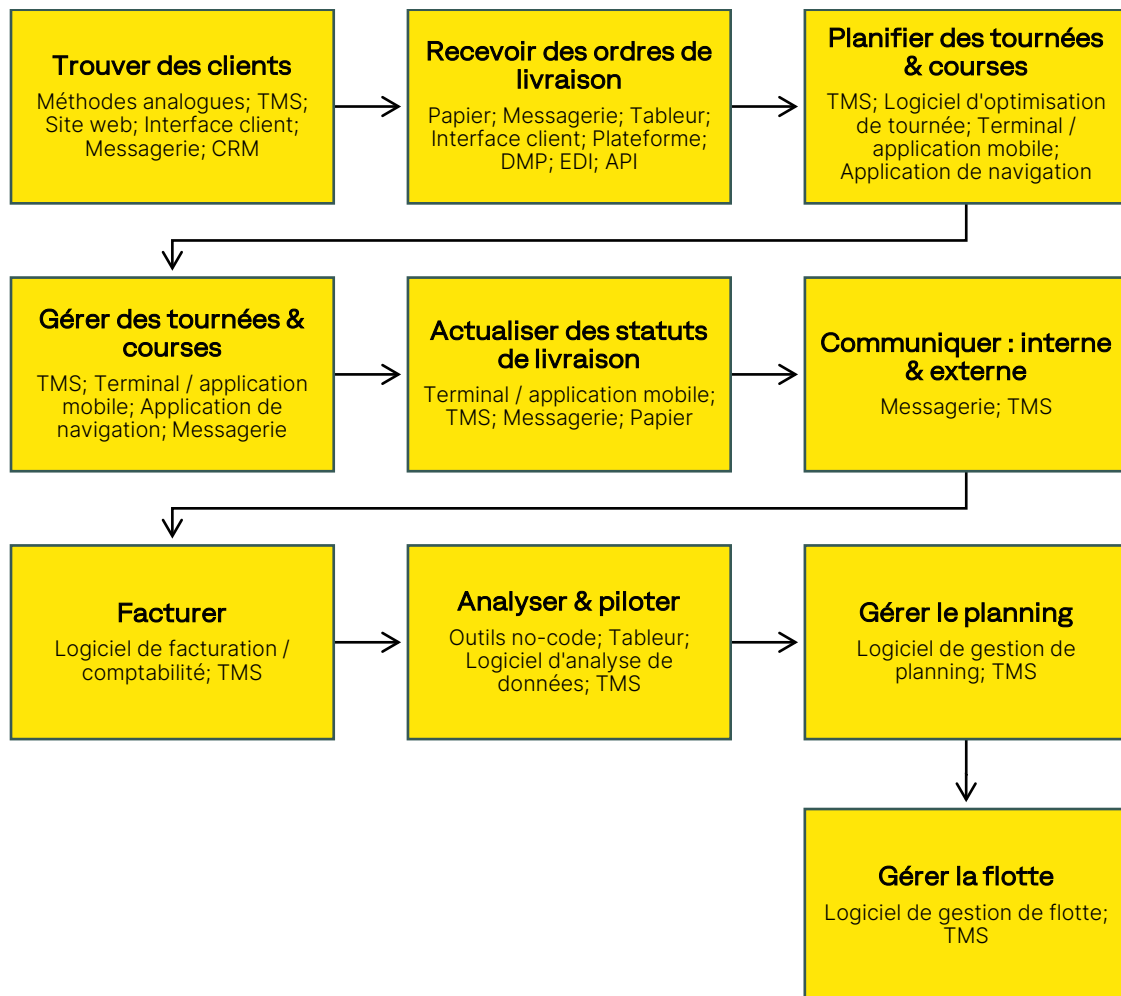 Trouver des clients
Méthodes analogues; TMS;
Site web; Interface client;
Messagerie; CRM
Recevoir des ordres de
livraison
Papier; Messagerie; Tableur;
Interface client; Plateforme;
DMP; EDI; API
Planifier des tournées
& courses
TMS; Logiciel d'optimisation
de tournée; Terminal /
application mobile;
Application de navigation
Gérer des tournées &
courses
TMS; Terminal / application
mobile; Application de
navigation; Messagerie
Actualiser des statuts
de livraison
Terminal / application mobile;
TMS; Messagerie; Papier
Communiquer : interne
& externe
Messagerie; TMS
Facturer
Logiciel de facturation /
comptabilité; TMS
Analyser & piloter
Outils no-code; Tableur;
Logiciel d'analyse de
données; TMS
Gérer le planning
Logiciel de gestion de
planning; TMS
Gérer la flotte
Logiciel de gestion de flotte;
TMS